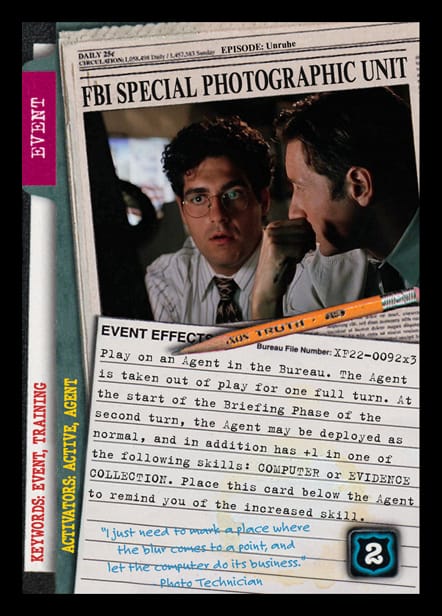 DAILY 25¢
CIRCULATION: 1,058,498 Daily / 1,457,583 Sunday EPISODE: Unruhe
FBI SPECIAL PHOTOGRAPHIC UNIT
EVENT
TRUTH
EVENT EFFECTS
Bureau File Number: XF22-0092x3
Play on an Agent in the Bureau. The Agent
is taken out of play for one full turn. At
the start of the Briefing Phase of the
second turn, the Agent may be deployed as
normal, and in addition has +1 in one of
the following skills: COMPUTER or EVIDENCE
COLLECTION. Place this card below the Agent
to remind you of the increased skill.
"I just need to mark a place where
the blur comes to a point, and
let the computer do its business."
Photo Technician
2
KEYWORDS: EVENT, TRAINING
ACTIVATORS: ACTIVE, AGENT